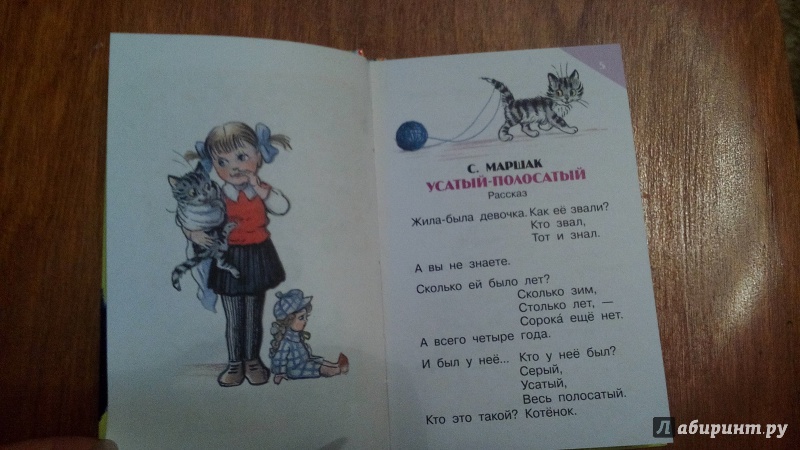 5
С. МАРШАК
УСАТЫЙ-ПОЛОСАТЫЙ
Рассказ
Жила-была девочка. Как её звали?
Кто звал,
Тот и знал.
А вы не знаете.
Сколько ей было лет?
Сколько зим,
Столько лет, —
Сорока́ ещё нет.
А всего четыре года.
И был у неё... Кто у неё был?
Серый,
Усатый,
Весь полосатый.
Кто это такой? Котёнок.
Лабиринт.ру